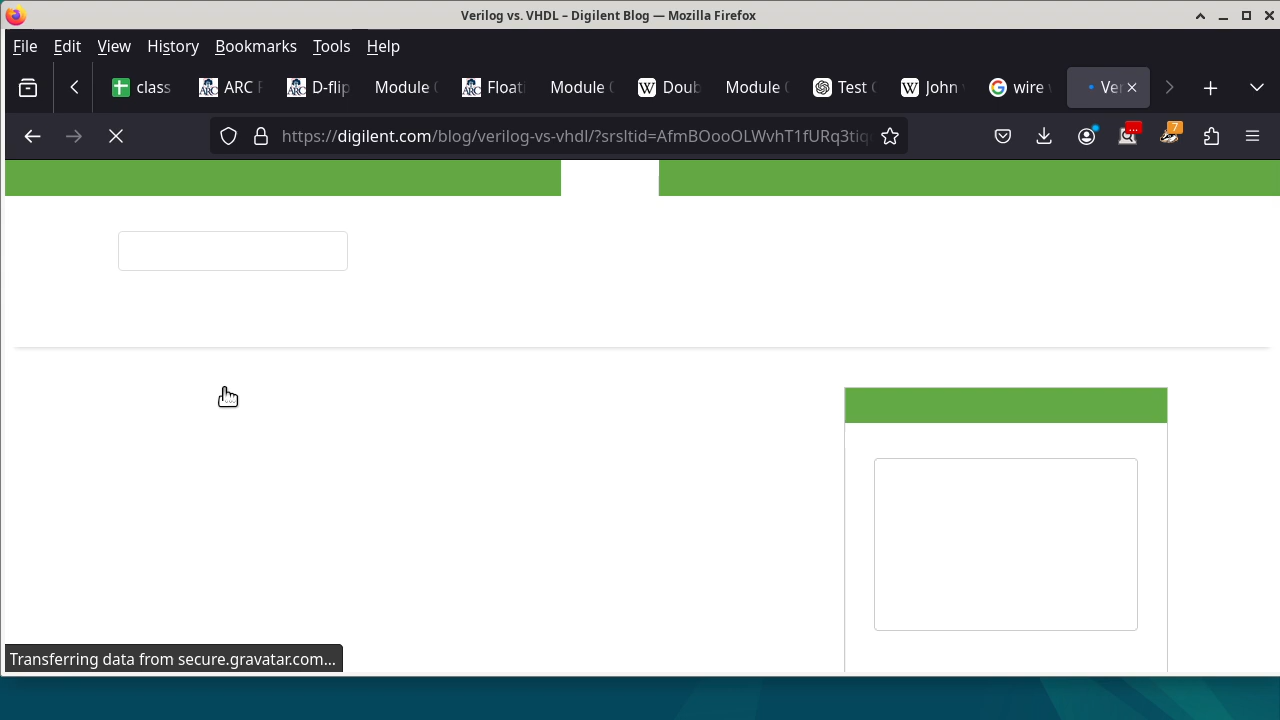 Verilog vs. VHDL – Digilent Blog — Mozilla Firefox
File Edit View History Bookmarks Tools Help
class ARC F D-flip Module ( Floati Module ( Doub Module ( Test C John wire v Ver
https://digilent.com/blog/verilog-vs-vhdl/?srsltid=AfmBOooOLWvhT1fURq3tiq
... 7
Transferring data from secure.gravatar.com...